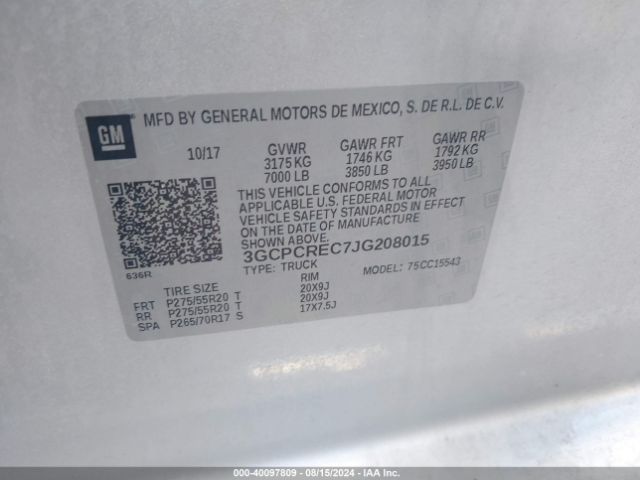 GM
MFD BY GENERAL MOTORS DE MEXICO, S. DE R.L. DE C.V.
10/17 GVWR GAWR FRT GAWR RR
3175 KG 1746 KG 1792 KG
7000 LB 3850 LB 3950 LB
THIS VEHICLE CONFORMS TO ALL
APPLICABLE U.S. FEDERAL MOTOR
VEHICLE SAFETY STANDARDS IN EFFECT
ON THE DATE OF MANUFACTURE
SHOWN ABOVE.
3GCPCREC7JG208015
636R
TYPE: TRUCK MODEL: 75CC15543
TIRE SIZE RIM
FRT P275/55R20 T 20X9J
RR P275/55R20 T 20X9J
SPA P265/70R17 S 17X7.5J
000-40097809 - 08/15/2024 - IAA Inc.